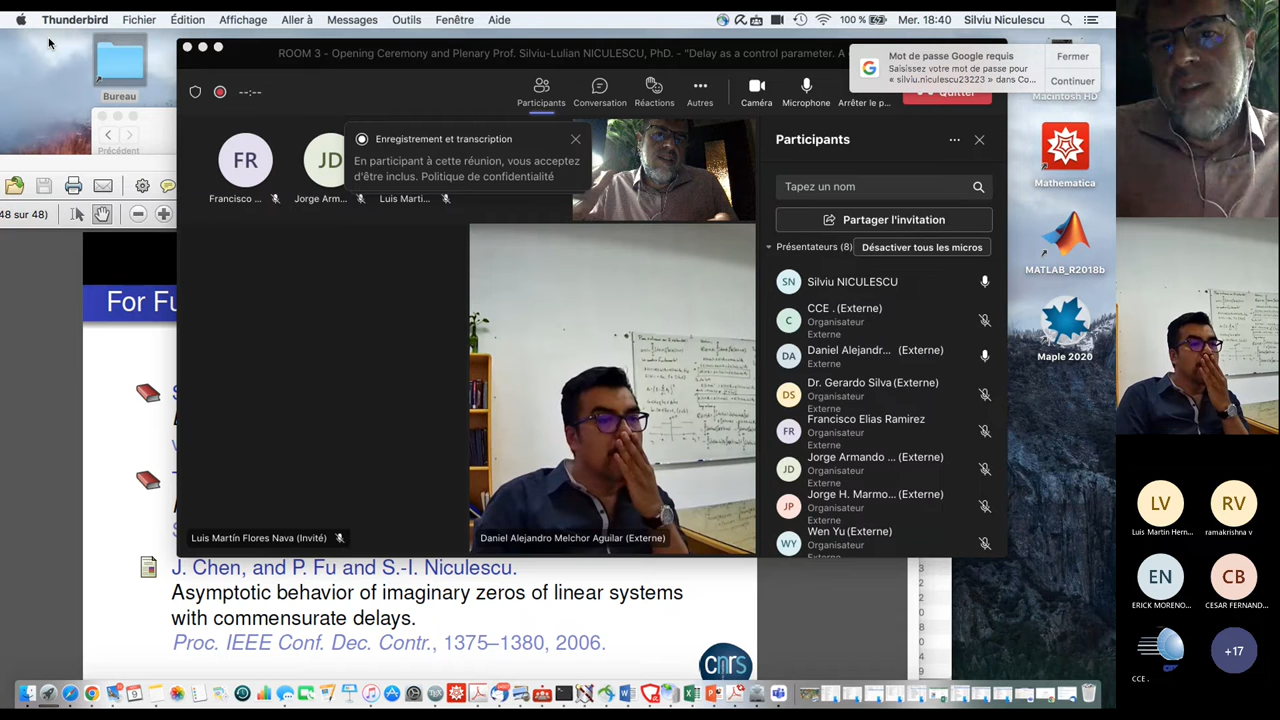 Thunderbird Fichier Édition Affichage Aller à Messages Outils Fenêtre Aide 100 % Mer. 18:40 Silviu Niculescu
Bureau
Précédent
48 sur 48)
For Fu
ROOM 3 - Opening Ceremony and Plenary Prof. Silviu-Lulian NICULESCU, PhD. - "Delay as a control parameter. A
Mot de passe Google requis
Saisissez votre mot de passe pour
« silviu.niculescu23223 » dans Co...
Fermer
Continuer
Macintosh HD
Mathematica
MATLAB_R2018b
Maple 2020
--:--
Participants
Conversation
Réactions
Autres
Caméra
Microphone
Arrêter le p...
Quitter
Enregistrement et transcription
En participant à cette réunion, vous acceptez
d'être inclus. Politique de confidentialité
FR
Francisco ...
JD
Jorge Arm...
Luis Marti...
Luis Martín Flores Nava (Invité)
Daniel Alejandro Melchor Aguilar (Externe)
Participants
Tapez un nom
Partager l'invitation
Présentateurs (8)
Désactiver tous les micros
SN
Silviu NICULESCU
C
CCE . (Externe)
Organisateur
Externe
DA
Daniel Alejandr... (Externe)
Externe
DS
Dr. Gerardo Silva (Externe)
Organisateur
Externe
FR
Francisco Elias Ramirez
Organisateur
Externe
JD
Jorge Armando ... (Externe)
Organisateur
Externe
JP
Jorge H. Marmo... (Externe)
Organisateur
Externe
WY
Wen Yu (Externe)
Organisateur
Externe
J. Chen, and P. Fu and S.-I. Niculescu.
Asymptotic behavior of imaginary zeros of linear systems
with commensurate delays.
Proc. IEEE Conf. Dec. Contr., 1375–1380, 2006.
cnrs
LV
Luis Martin Hern...
RV
ramakrishna v
EN
ERICK MORENO...
CB
CESAR FERNAND...
CCE .
+17